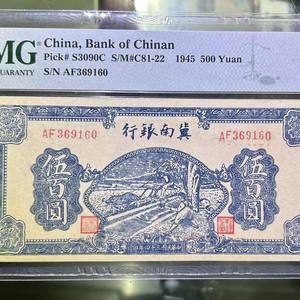 MG China, Bank of Chinan
Pick# S3090C S/M#C81-22 1945 500 Yuan
GUARANTY S/N AF369160
行銀南冀
AF369160 AF369160
伍百圓 伍百圓